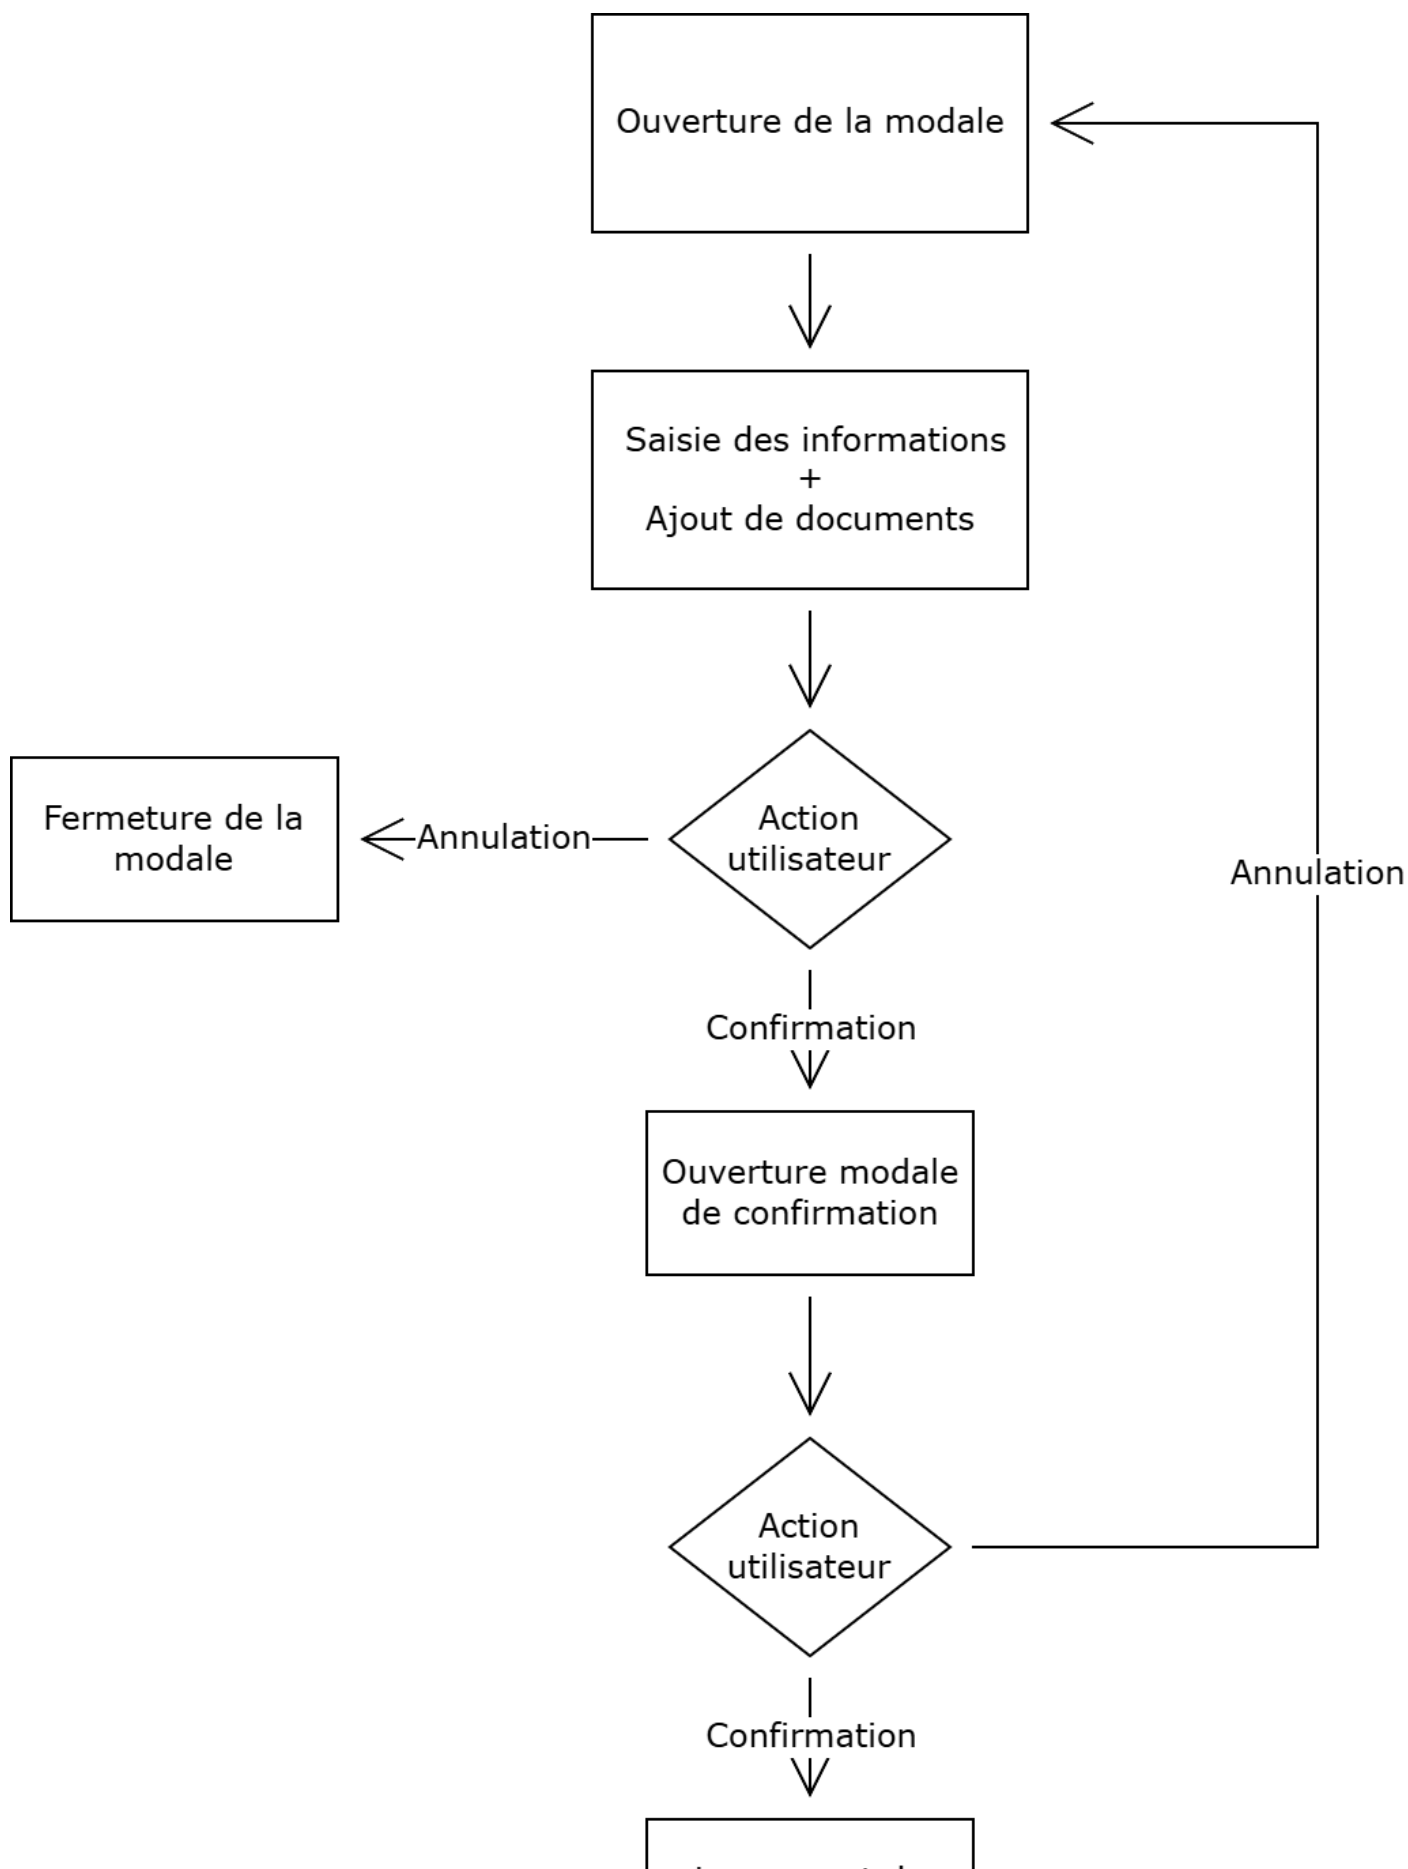 Ouverture de la modale
Saisie des informations
+
Ajout de documents
Fermeture de la
modale
Annulation
Action
utilisateur
Annulation
Confirmation
Ouverture modale
de confirmation
Action
utilisateur
Confirmation